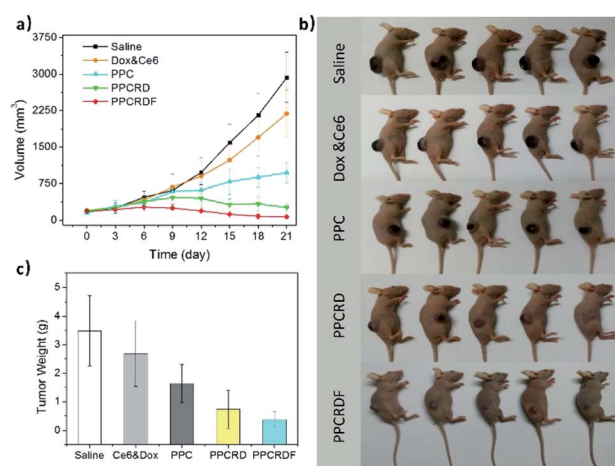 a)
3750
3000
2250
1500
750
0
Volume (mm³)
Saline
Dox&Ce6
PPC
PPCRD
PPCRDF
0 3 6 9 12 15 18 21
Time (day)
b)
Saline
Dox &Ce6
PPC
PPCRD
PPCRDF
c)
5
4
3
2
1
0
Tumor Weight (g)
Saline Ce6&Dox PPC PPCRD PPCRDF